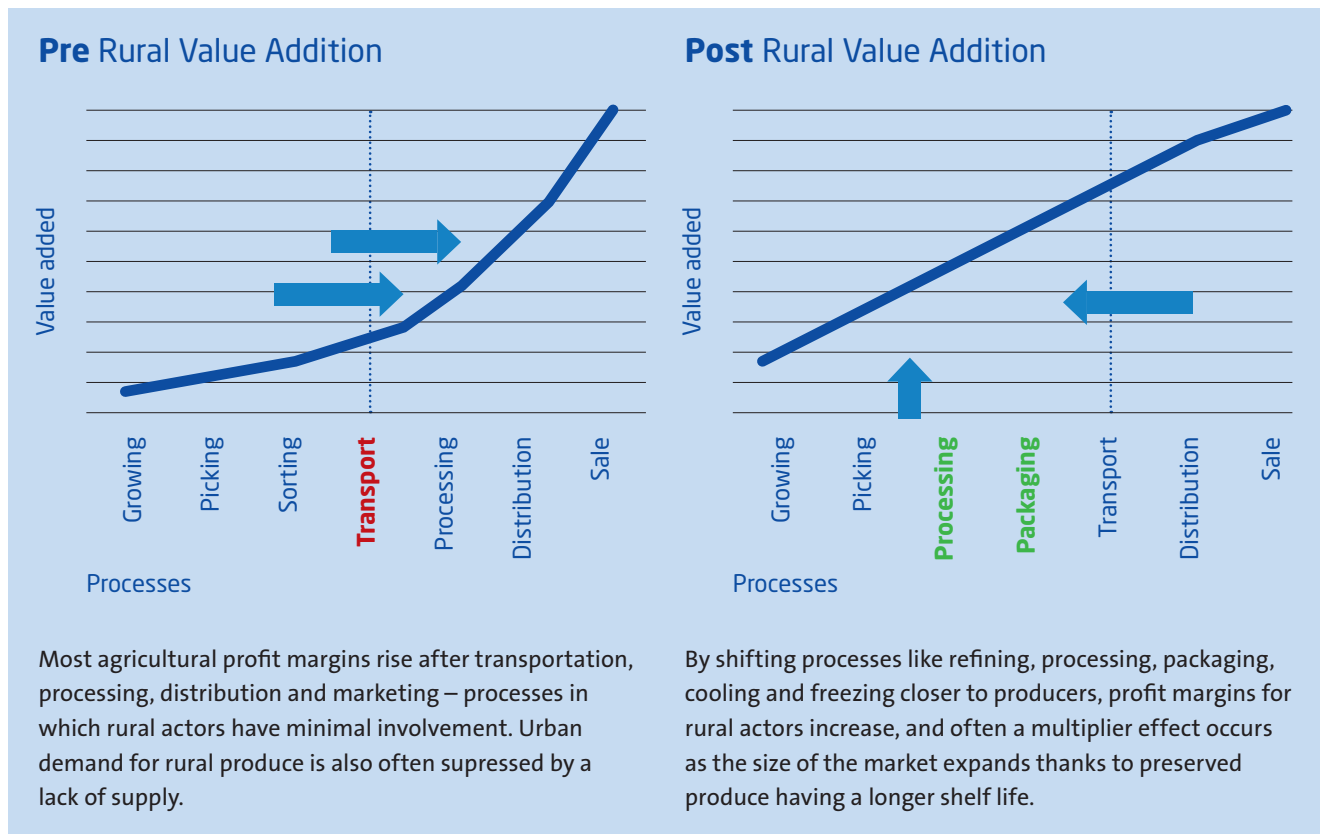 Pre Rural Value Addition
Value added
Growing
Picking
Sorting
Transport
Processing
Distribution
Sale
Processes
Most agricultural profit margins rise after transportation,
processing, distribution and marketing – processes in
which rural actors have minimal involvement. Urban
demand for rural produce is also often supressed by a
lack of supply.
Post Rural Value Addition
Value added
Growing
Picking
Processing
Packaging
Transport
Distribution
Sale
Processes
By shifting processes like refining, processing, packaging,
cooling and freezing closer to producers, profit margins for
rural actors increase, and often a multiplier effect occurs
as the size of the market expands thanks to preserved
produce having a longer shelf life.